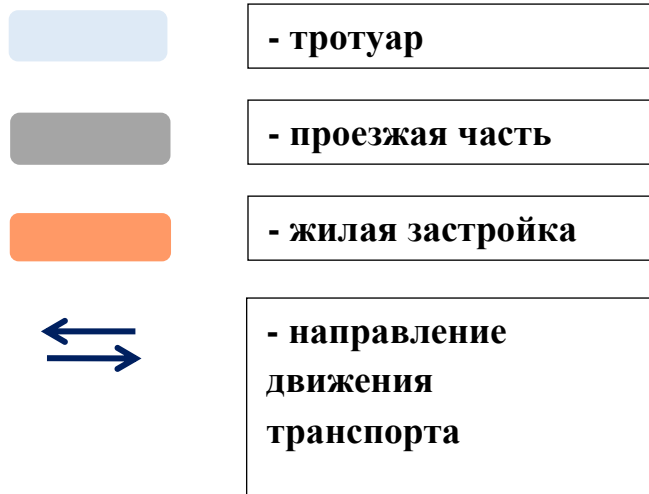 - тротуар
- проезжая часть
- жилая застройка
- направление
движения
транспорта